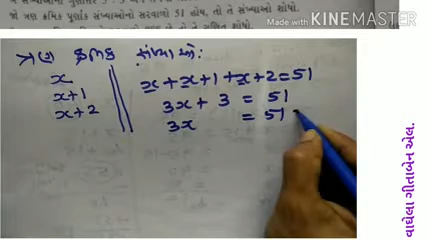 જો ત્રણ ક્રમિક પૂર્ણાંક સંખ્યાઓનો સરવાળો 51 હોય, તો તે સંખ્યાઓ શોધો.
Made With
KINEMASTER
ત્રણ ક્રમિક સંખ્યાઓ:
x
x+1
x+2
x + x+1 + x+2 = 51
3x + 3 = 51
3x = 51 -
વાઘેલા ગીતાબેન એલ.